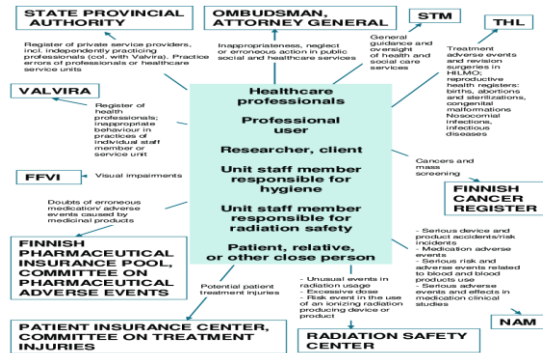 STATE PROVINCIAL
AUTHORITY
OMBUDSMAN,
ATTORNEY GENERAL
STM
THL
Register of private service providers,
incl. independently practicing
professionals (col. with Valvira). Practice
errors of professionals or healthcare
service units
Inappropriateness, neglect
or erroneous action in public
social and healthcare services
General
guidance and
oversight
of health and
social care
services
Treatment
adverse events
and revision
surgeries in
HILMO;
reproductive
health registers:
births, abortions
and sterilizations,
congenital
malformations
Nosocomial
infections,
infectious
diseases
VALVIRA
Register of
health
professionals;
inappropriate
behaviour in
practices of
individual staff
member or
service unit
Healthcare
professionals
Professional
user
Researcher, client
Unit staff member
responsible for
hygiene
Unit staff member
responsible for
radiation safety
Patient, relative,
or other close person
FFVI
Visual impairments
Cancers and
mass
screening
FINNISH
CANCER
REGISTER
Doubts of erroneous
medication/ adverse
events caused by
medicinal products
FINNISH
PHARMACEUTICAL
INSURANCE POOL,
COMMITTEE ON
PHARMACEUTICAL
ADVERSE EVENTS
- Serious device and
product accidents/risk
incidents
- Medication adverse
events
- Serious risk and
adverse events related
to blood and blood
products use
- Serious adverse
events and effects in
medication clinical
studies
NAM
Potential patient
treatment injuries
- Unusual events in
radiation usage
- Excessive dose
- Risk event in the use
of an ionizing radiation
producing device or
product
PATIENT INSURANCE CENTER,
COMMITTEE ON TREATMENT
INJURIES
RADIATION SAFETY
CENTER